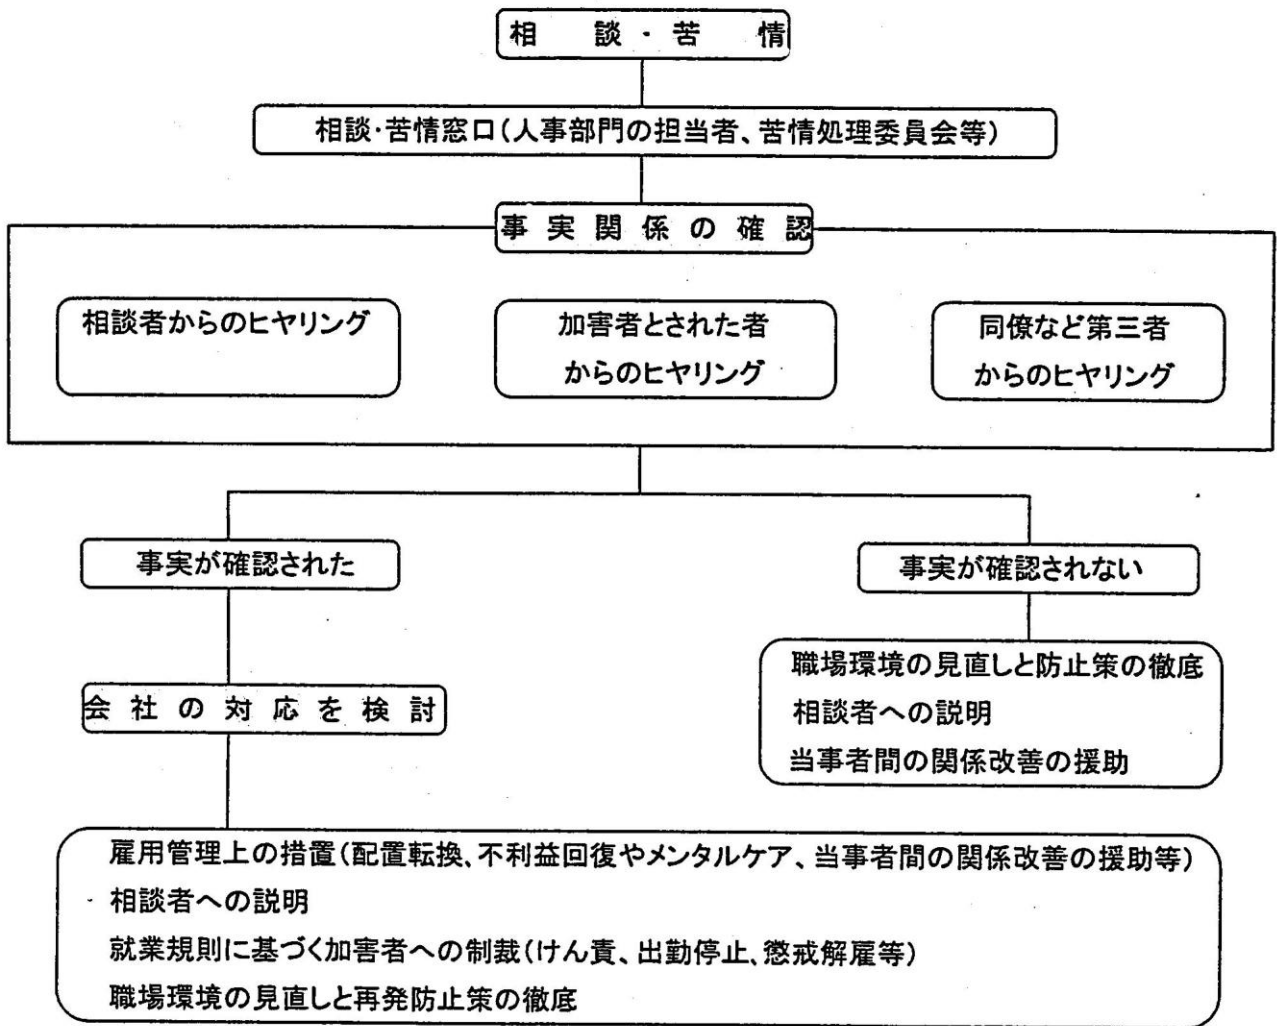 相談・苦情
相談・苦情窓口(人事部門の担当者、苦情処理委員会等)
事実関係の確認
相談者からのヒヤリング
加害者とされた者
からのヒヤリング
同僚など第三者
からのヒヤリング
事実が確認された
事実が確認されない
会社の対応を検討
職場環境の見直しと防止策の徹底
相談者への説明
当事者間の関係改善の援助
雇用管理上の措置(配置転換、不利益回復やメンタルケア、当事者間の関係改善の援助等)
相談者への説明
就業規則に基づく加害者への制裁(けん責、出勤停止、懲戒解雇等)
職場環境の見直しと再発防止策の徹底